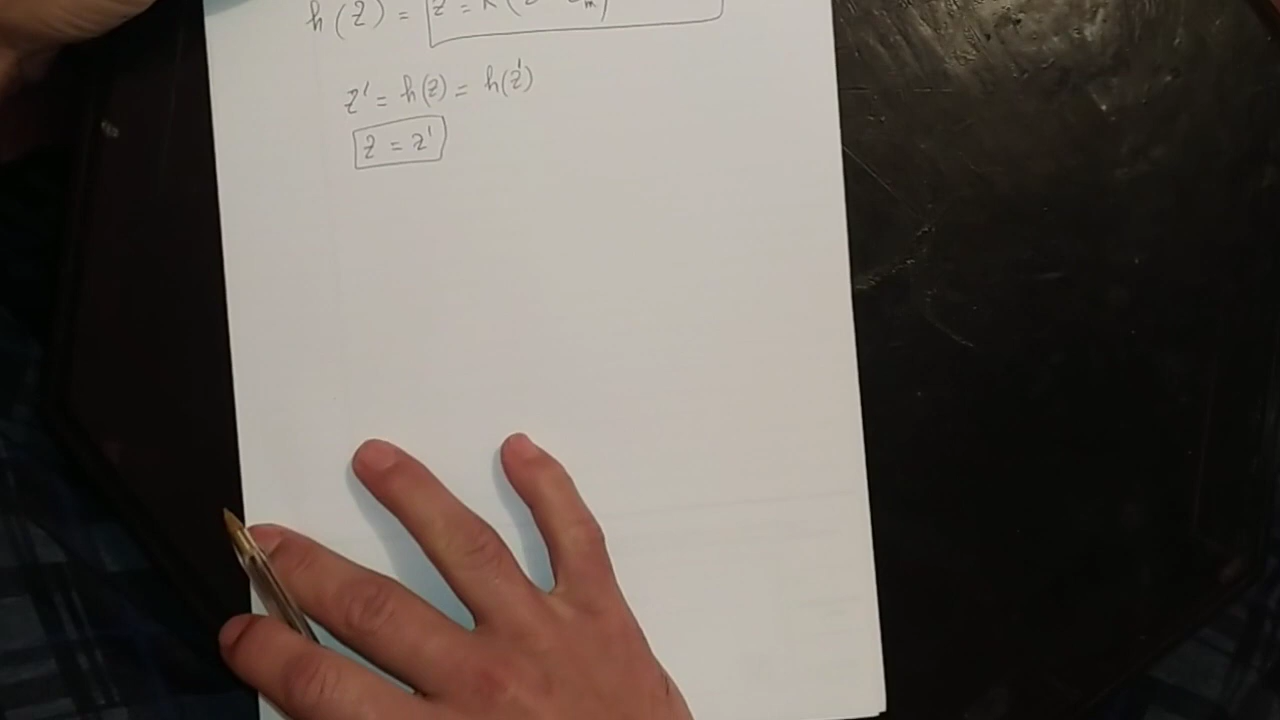 h(z) =
z' = h(z) = h(z')
z = z'